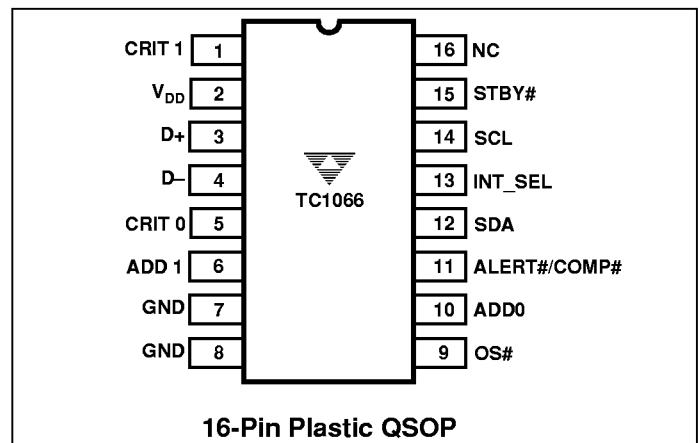 CRIT 1 1 16 NC
VDD 2 15 STBY#
D+ 3 14 SCL
D– 4 13 INT_SEL
TC1066
CRIT 0 5 12 SDA
ADD 1 6 11 ALERT#/COMP#
GND 7 10 ADD0
GND 8 9 OS#
16-Pin Plastic QSOP